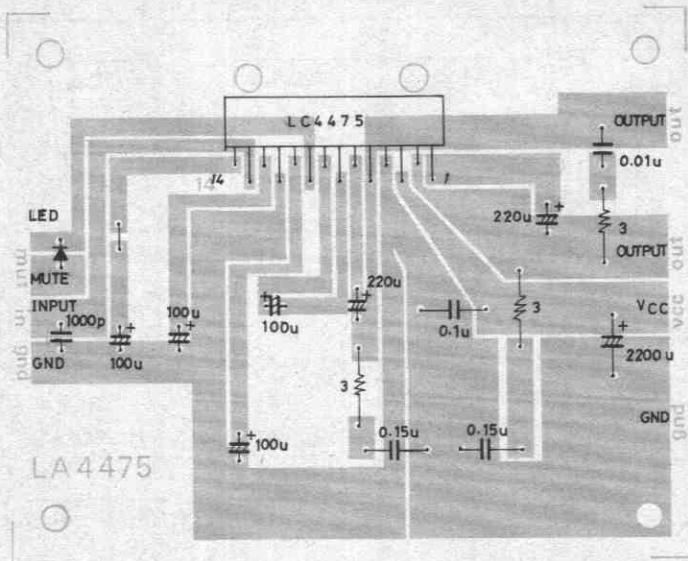 LC4475
OUTPUT
out
0.01u
14
14
1
LED
220u
3
OUTPUT
out
mut
MUTE
INPUT
in
1000p
100u
100u
220u
0.1u
3
VCC
vcc
2200u
GND
gnd
100u
3
GND
gnd
0.15u
0.15u
100u
LA4475